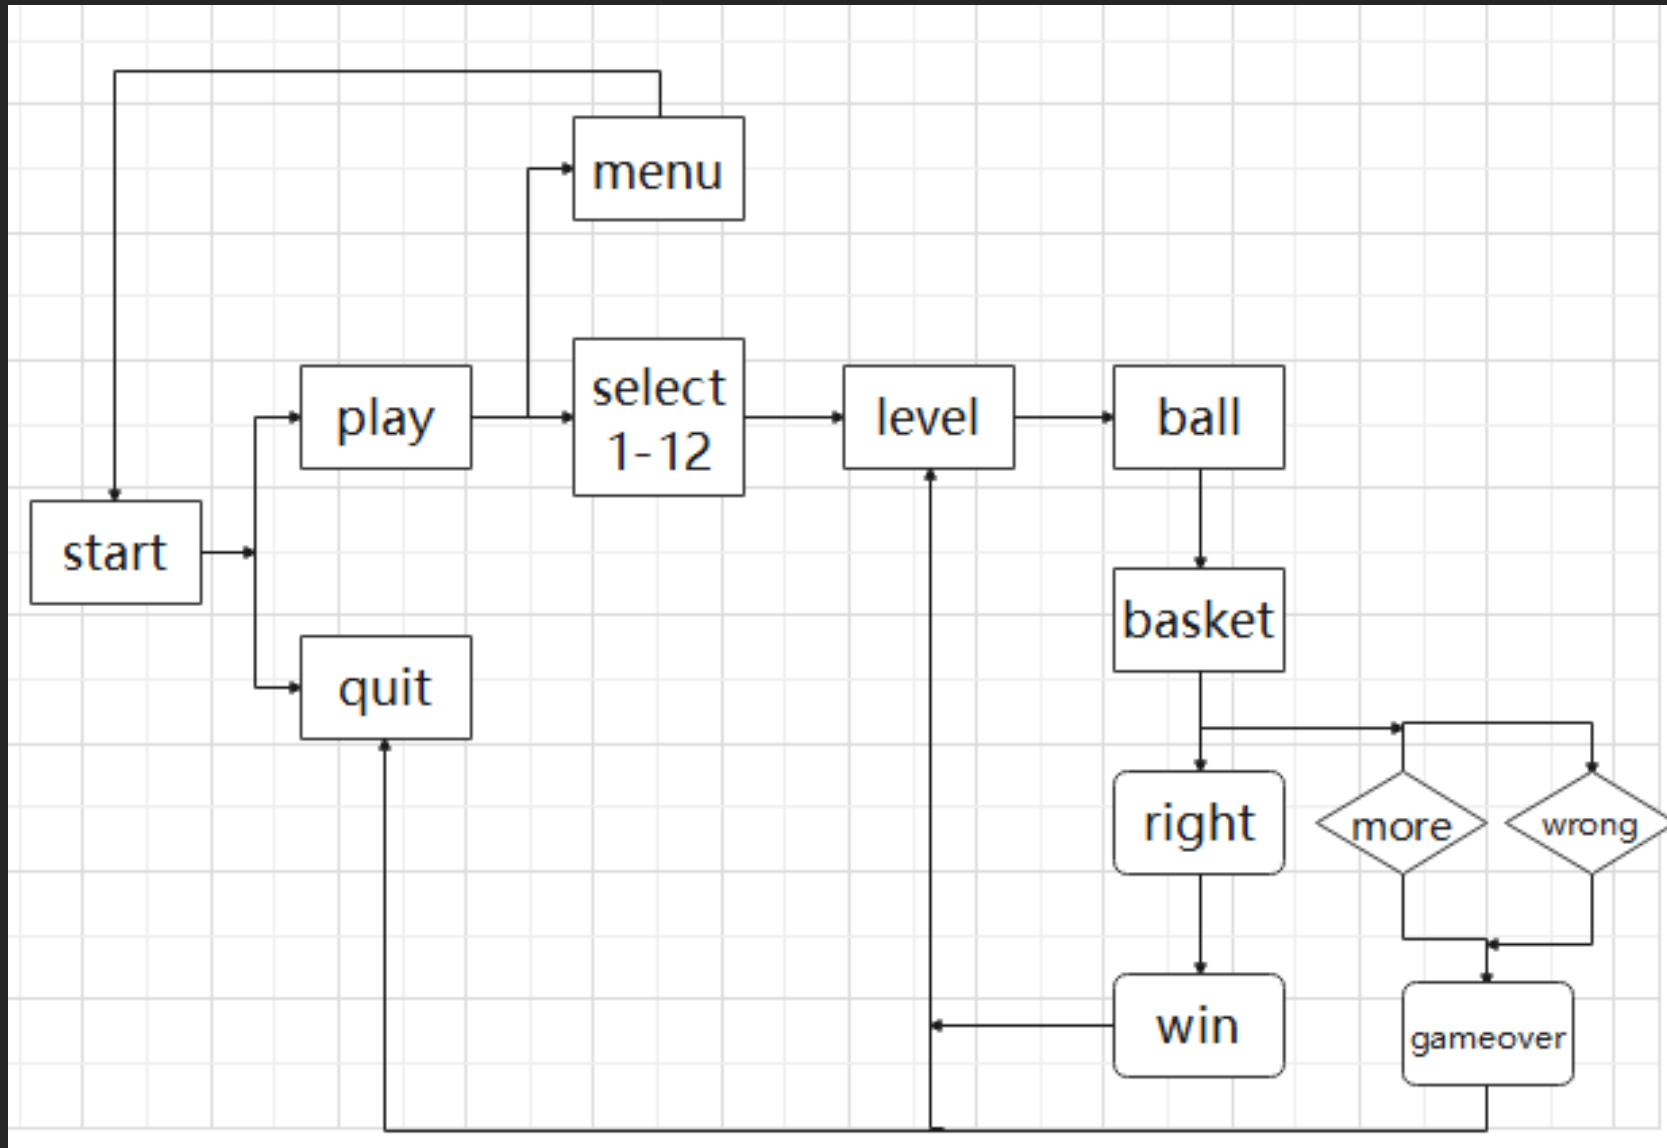 menu
select
1-12
play
level
ball
start
basket
quit
right
more
wrong
win
gameover